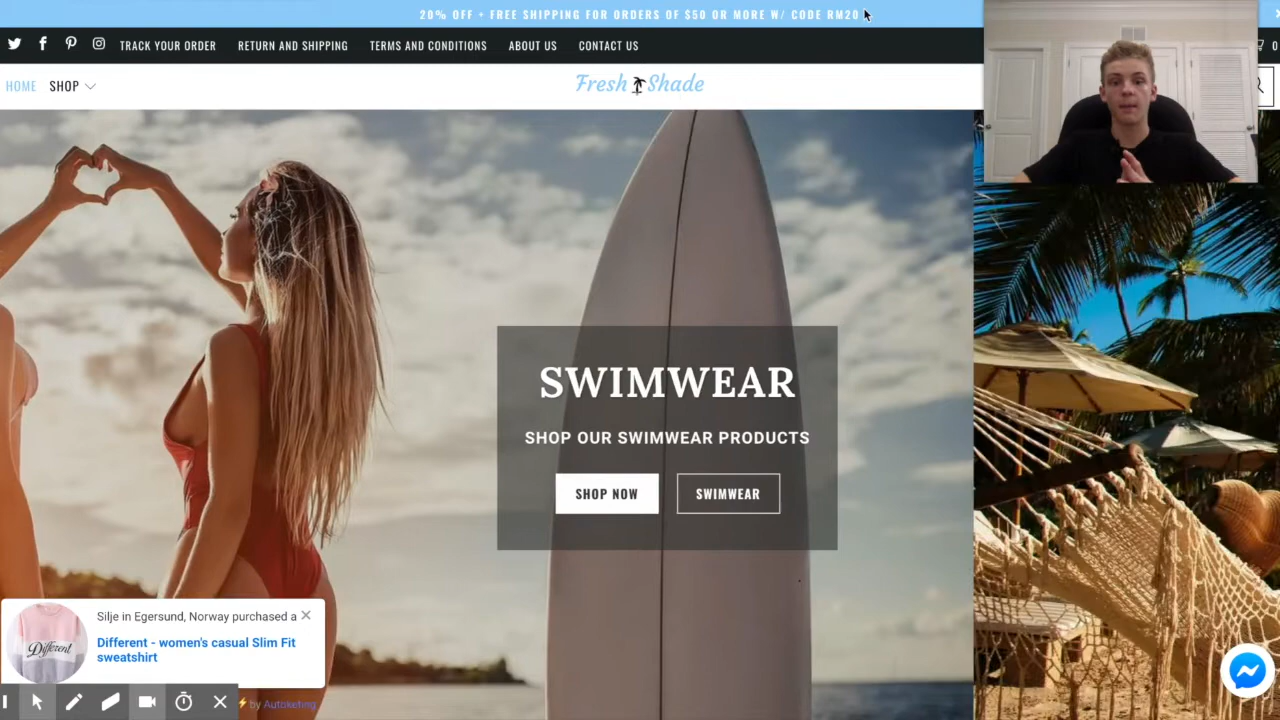 20% OFF + FREE SHIPPING FOR ORDERS OF $50 OR MORE W/ CODE RM20
TRACK YOUR ORDER RETURN AND SHIPPING TERMS AND CONDITIONS ABOUT US CONTACT US
0
HOME SHOP
Fresh Shade
SWIMWEAR
SHOP OUR SWIMWEAR PRODUCTS
SHOP NOW SWIMWEAR
Silje in Egersund, Norway purchased a
Different - women's casual Slim Fit
sweatshirt
Different
by Autoketing